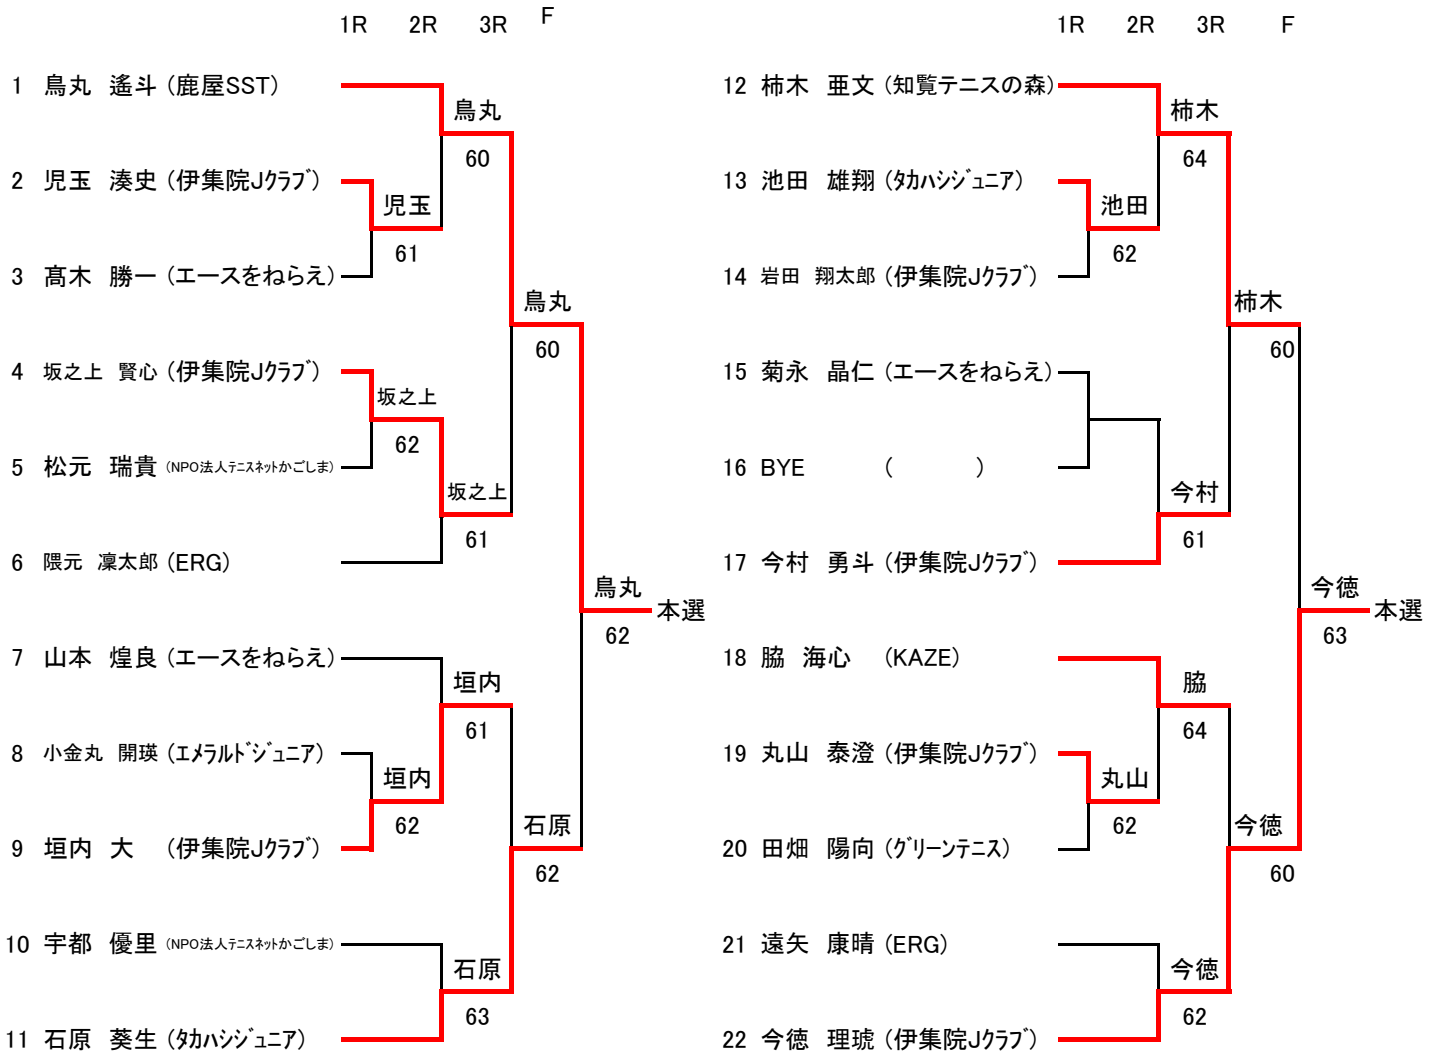 1R 2R 3R F
1 鳥丸 遙斗 (鹿屋SST)
鳥丸
60
2 児玉 湊史 (伊集院Jクラブ)
児玉
61
3 髙木 勝一 (エースをねらえ)
鳥丸
60
4 坂之上 賢心 (伊集院Jクラブ)
坂之上
62
5 松元 瑞貴 (NPO法人テニスネットかごしま)
坂之上
61
6 隈元 凜太郎 (ERG)
鳥丸
本選
62
7 山本 煌良 (エースをねらえ)
垣内
61
8 小金丸 開瑛 (エメラルドジュニア)
垣内
62
9 垣内 大 (伊集院Jクラブ)
石原
62
10 宇都 優里 (NPO法人テニスネットかごしま)
石原
63
11 石原 葵生 (タカハシジュニア)
1R 2R 3R F
12 柿木 亜文 (知覧テニスの森)
柿木
64
13 池田 雄翔 (タカハシジュニア)
池田
62
14 岩田 翔太郎 (伊集院Jクラブ)
柿木
60
15 菊永 晶仁 (エースをねらえ)
16 BYE ( )
今村
61
17 今村 勇斗 (伊集院Jクラブ)
今徳
本選
63
18 脇 海心 (KAZE)
脇
64
19 丸山 泰澄 (伊集院Jクラブ)
丸山
62
20 田畑 陽向 (グリーンテニス)
今徳
60
21 遠矢 康晴 (ERG)
今徳
62
22 今徳 理琥 (伊集院Jクラブ)